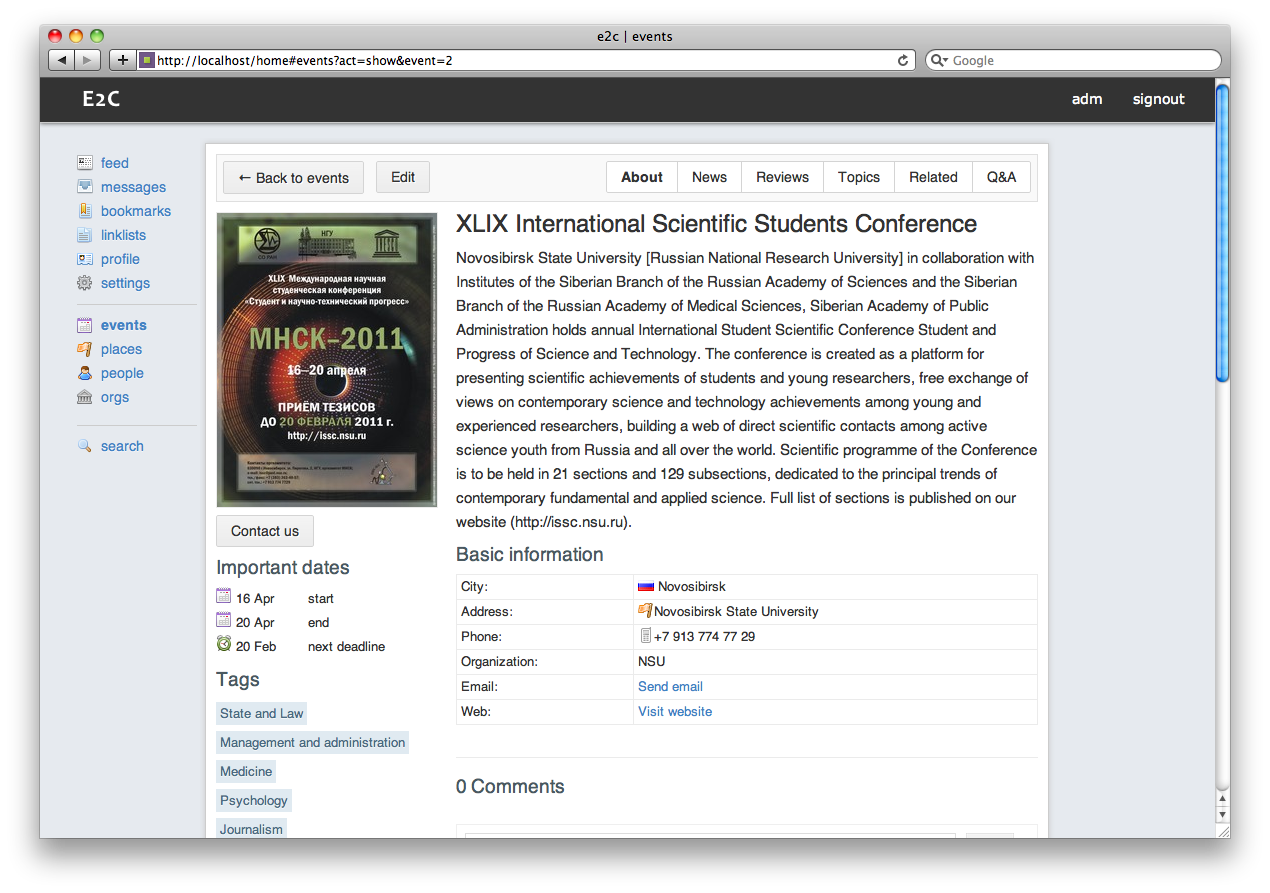 e2c | events
http://localhost/home#events?act=show&event=2
Google
E2C
adm
signout
feed
messages
bookmarks
linklists
profile
settings
events
places
people
orgs
search
← Back to events
Edit
About
News
Reviews
Topics
Related
Q&A
СО РАН
НГУ
XLIX Международная научная
студенческая конференция
«Студент и научно-технический прогресс»
МНСК–2011
16–20 апреля
ПРИЁМ ТЕЗИСОВ
ДО 20 ФЕВРАЛЯ 2011 г.
http://issc.nsu.ru
Contact us
Important dates
16 Apr start
20 Apr end
20 Feb next deadline
Tags
State and Law
Management and administration
Medicine
Psychology
Journalism
XLIX International Scientific Students Conference
Novosibirsk State University [Russian National Research University] in collaboration with
Institutes of the Siberian Branch of the Russian Academy of Sciences and the Siberian
Branch of the Russian Academy of Medical Sciences, Siberian Academy of Public
Administration holds annual International Student Scientific Conference Student and
Progress of Science and Technology. The conference is created as a platform for
presenting scientific achievements of students and young researchers, free exchange of
views on contemporary science and technology achievements among young and
experienced researchers, building a web of direct scientific contacts among active
science youth from Russia and all over the world. Scientific programme of the Conference
is to be held in 21 sections and 129 subsections, dedicated to the principal trends of
contemporary fundamental and applied science. Full list of sections is published on our
website (http://issc.nsu.ru).
Basic information
City: Novosibirsk
Address: Novosibirsk State University
Phone: +7 913 774 77 29
Organization: NSU
Email: Send email
Web: Visit website
0 Comments